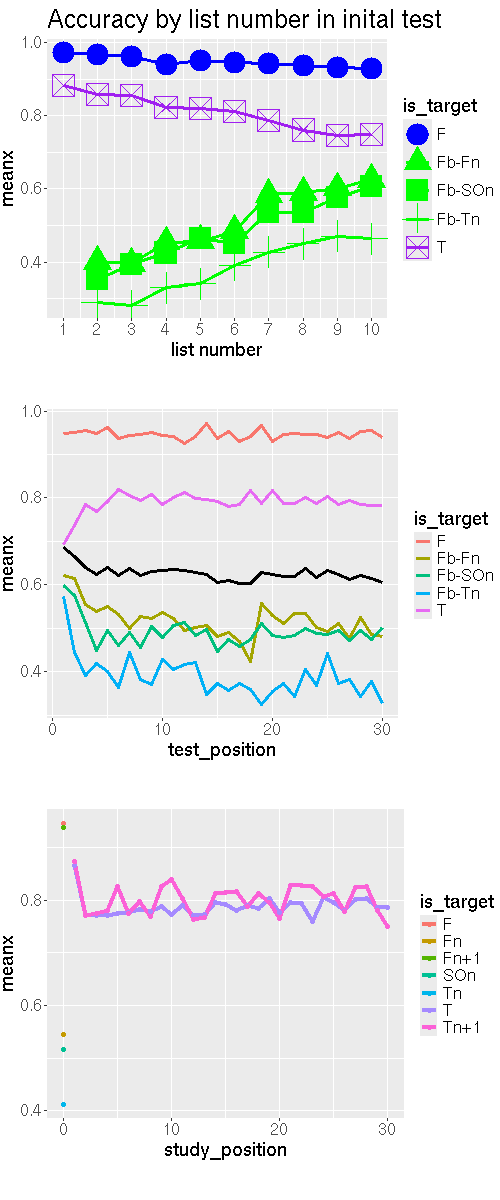 Accuracy by list number in inital test
1.0
0.8
0.6
0.4
meanx
1 2 3 4 5 6 7 8 9 10
list number
is_target
F
Fb-Fn
Fb-SOn
Fb-Tn
T
1.0
0.8
0.6
0.4
meanx
0 10 20 30
test_position
is_target
F
Fb-Fn
Fb-SOn
Fb-Tn
T
0.8
0.6
0.4
meanx
0 10 20 30
study_position
is_target
F
Fn
Fn+1
SOn
Tn
T
Tn+1